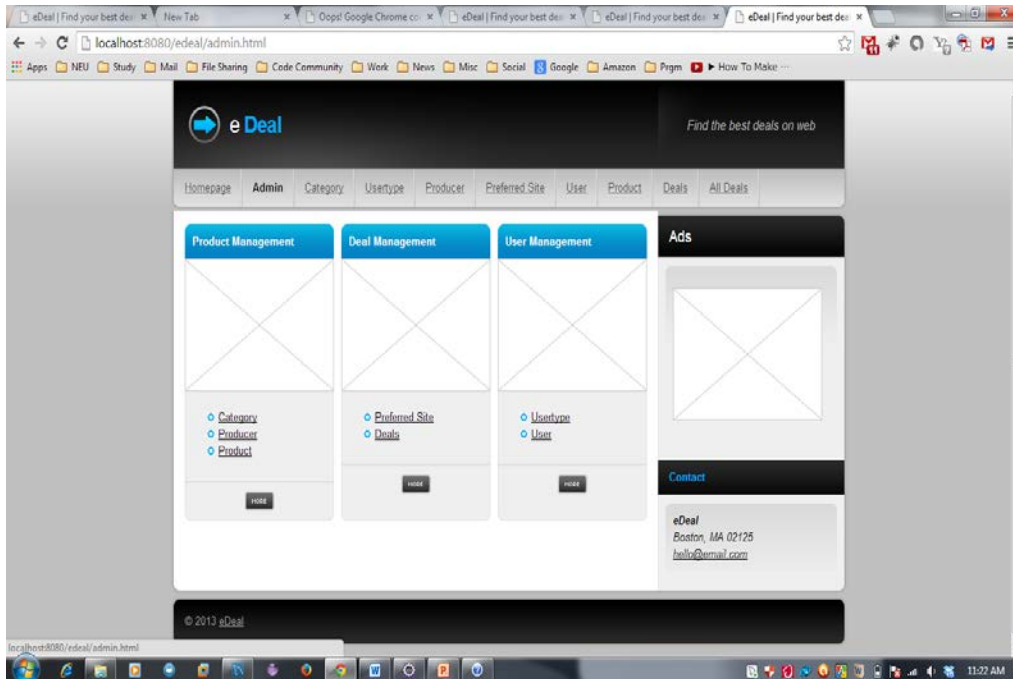 eDeal | Find your best dea
New Tab
Oops! Google Chrome co
eDeal | Find your best dea
eDeal | Find your best dea
eDeal | Find your best dea
localhost:8080/edeal/admin.html
Apps NEU Study Mail File Sharing Code Community Work News Misc Social Google Amazon Prgm ► How To Make ...
e Deal
Find the best deals on web
Homepage Admin Category Usertype Producer Preferred Site User Product Deals All Deals
Product Management
Category
Producer
Product
MORE
Deal Management
Preferred Site
Deals
MORE
User Management
Usertype
User
MORE
Ads
Contact
eDeal
Boston, MA 02125
hello@email.com
© 2013 eDeal
localhost:8080/edeal/admin.html
11:22 AM